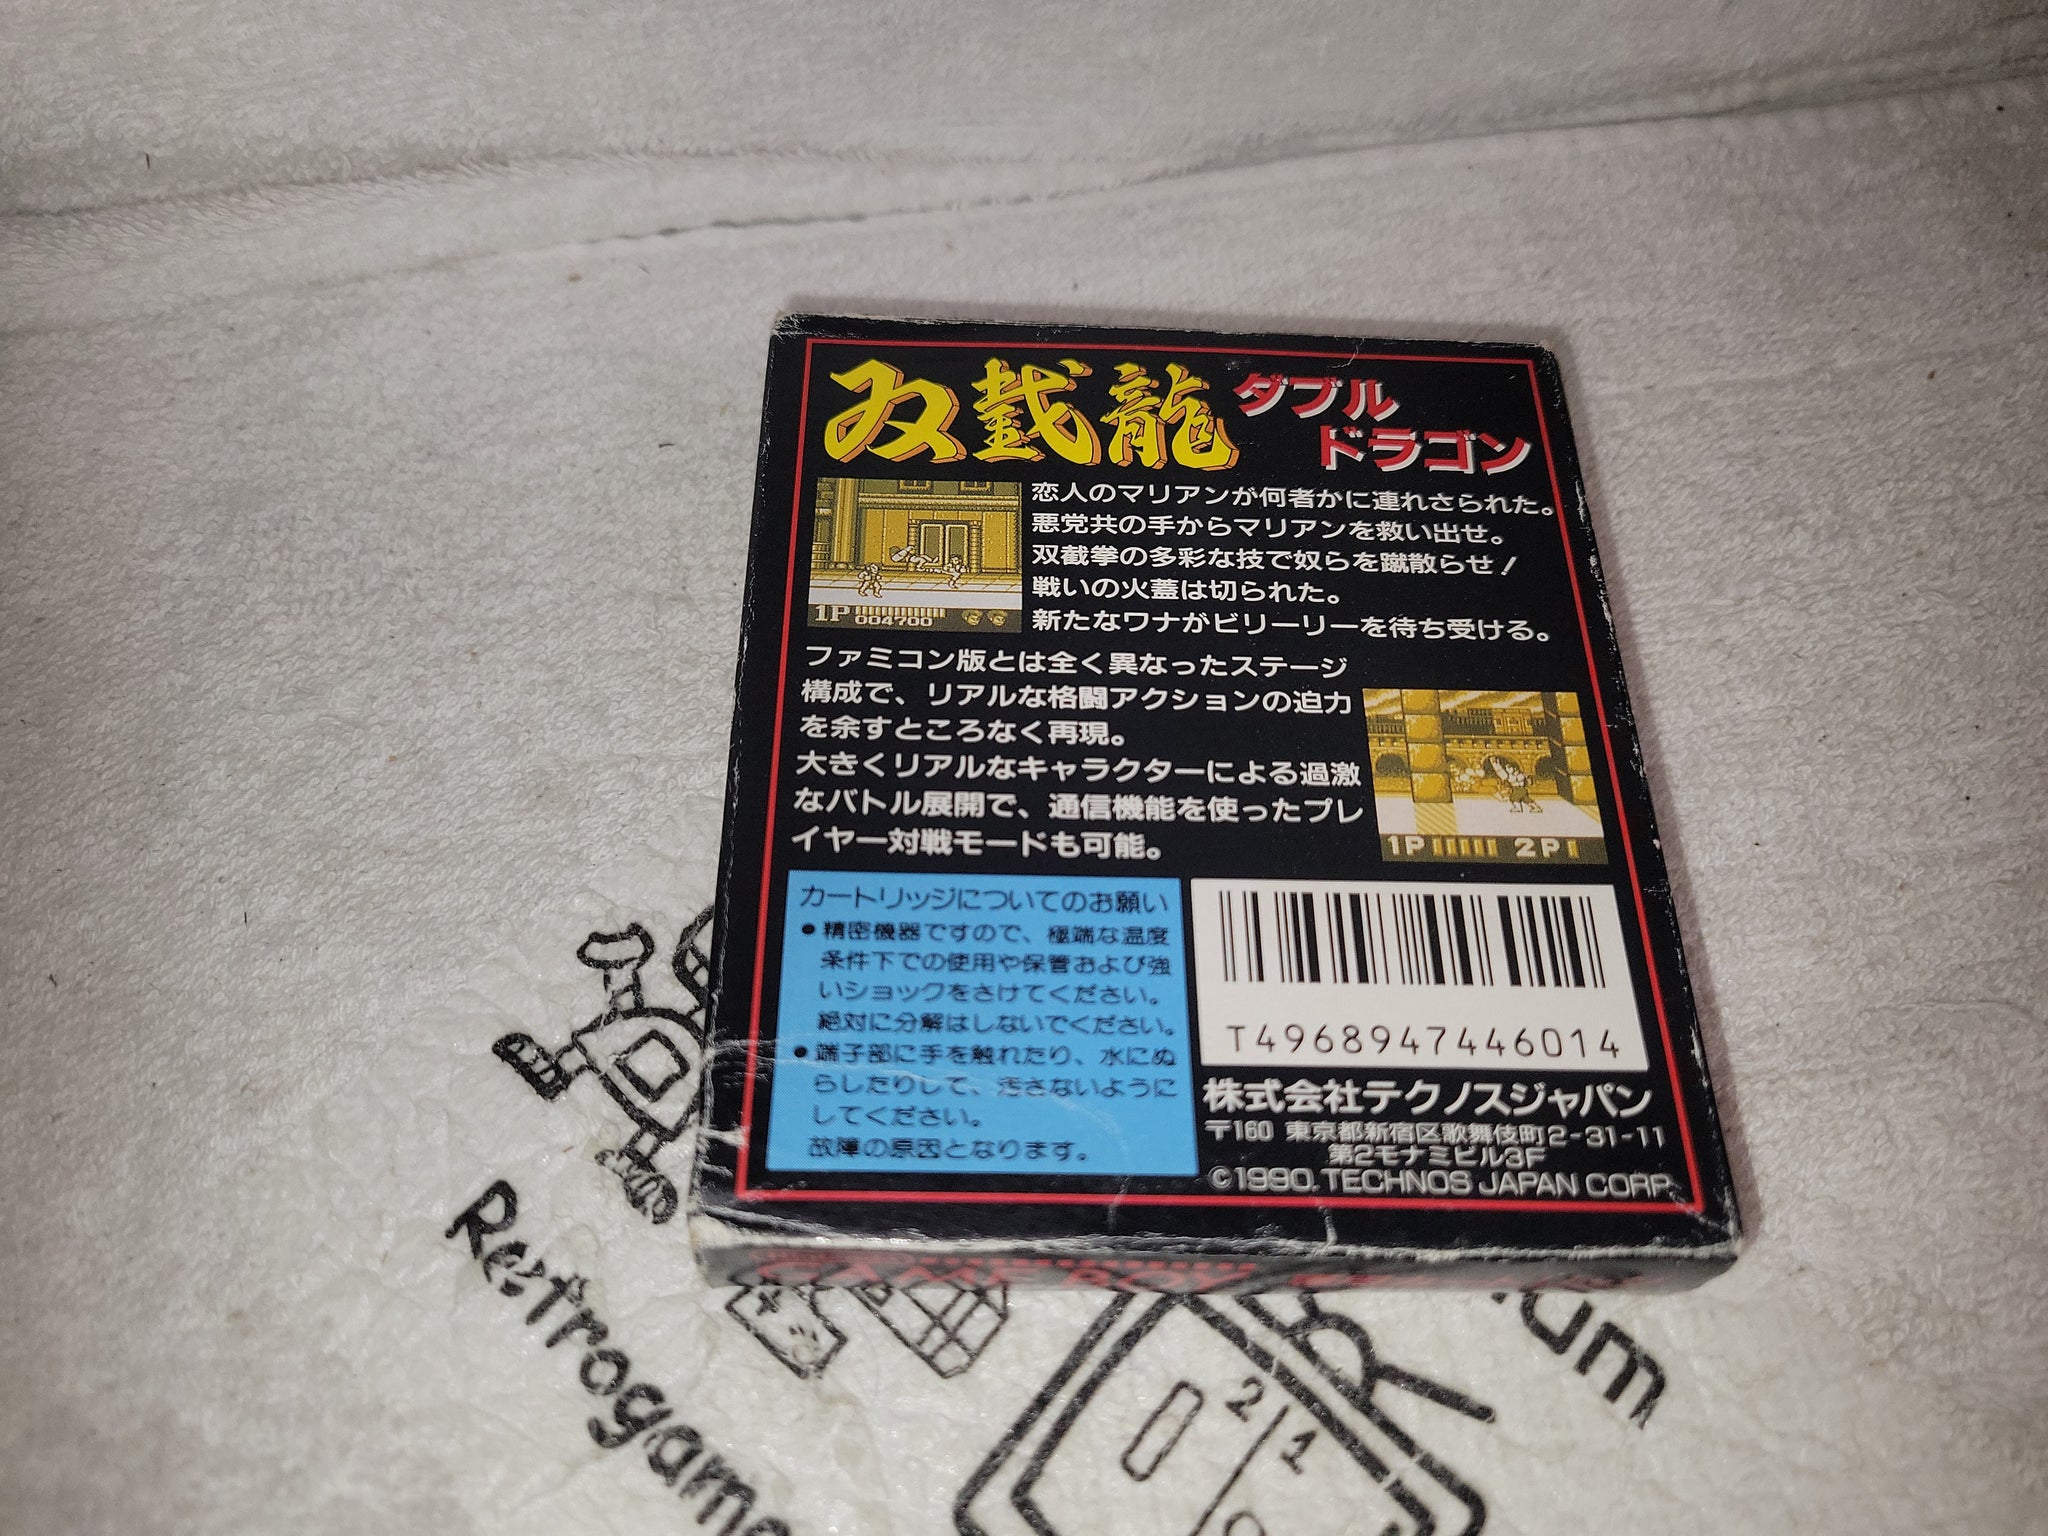 双截龍 ダブル
ドラゴン
恋人のマリアンが何者かに連れさられた。
悪党共の手からマリアンを救い出せ。
双截拳の多彩な技で奴らを蹴散らせ!
戦いの火蓋は切られた。
新たなワナがビリーリーを待ち受ける。
1P
004700
ファミコン版とは全く異なったステージ
構成で、リアルな格闘アクションの迫力
を余すところなく再現。
大きくリアルなキャラクターによる過激
なバトル展開で、通信機能を使ったプレ
イヤー対戦モードも可能。
1P 2P
カートリッジについてのお願い
●精密機器ですので、極端な温度
条件下での使用や保管および強
いショックをさけてください。
絶対に分解はしないでください。
●端子部に手を触れたり、水にぬ
らしたりして、汚さないように
してください。
故障の原因となります。
T4968947446014
株式会社テクノスジャパン
〒160 東京都新宿区歌舞伎町2-31-11
第2モナミビル3F
©1990. TECHNOS JAPAN CORP.
GAME BOY
Retrogame
um
2
1